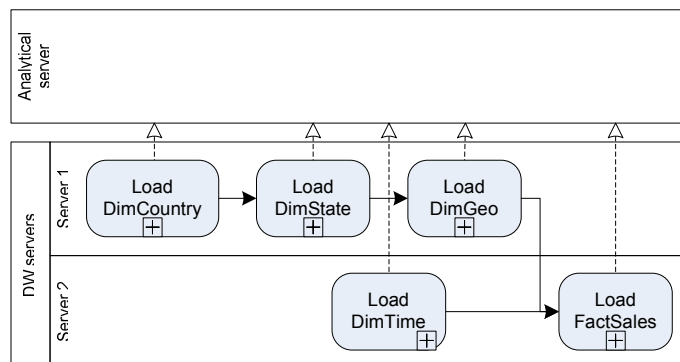 Analytical
server
DW servers
Server 1
Load
DimCountry
Load
DimState
Load
DimGeo
Server 2
Load
DimTime
Load
FactSales